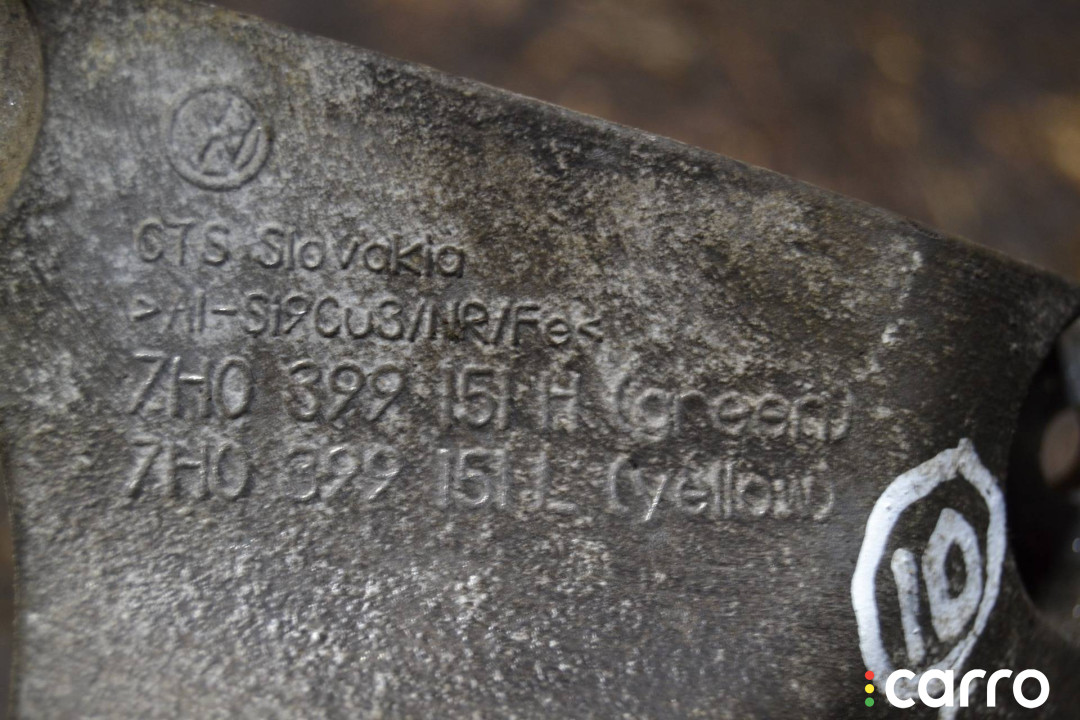 CTS Slovakia
>Al-Si9Cu3/NR/Fe<
7H0 399 151 H (green)
7H0 399 151 L (yellow)
10
carro